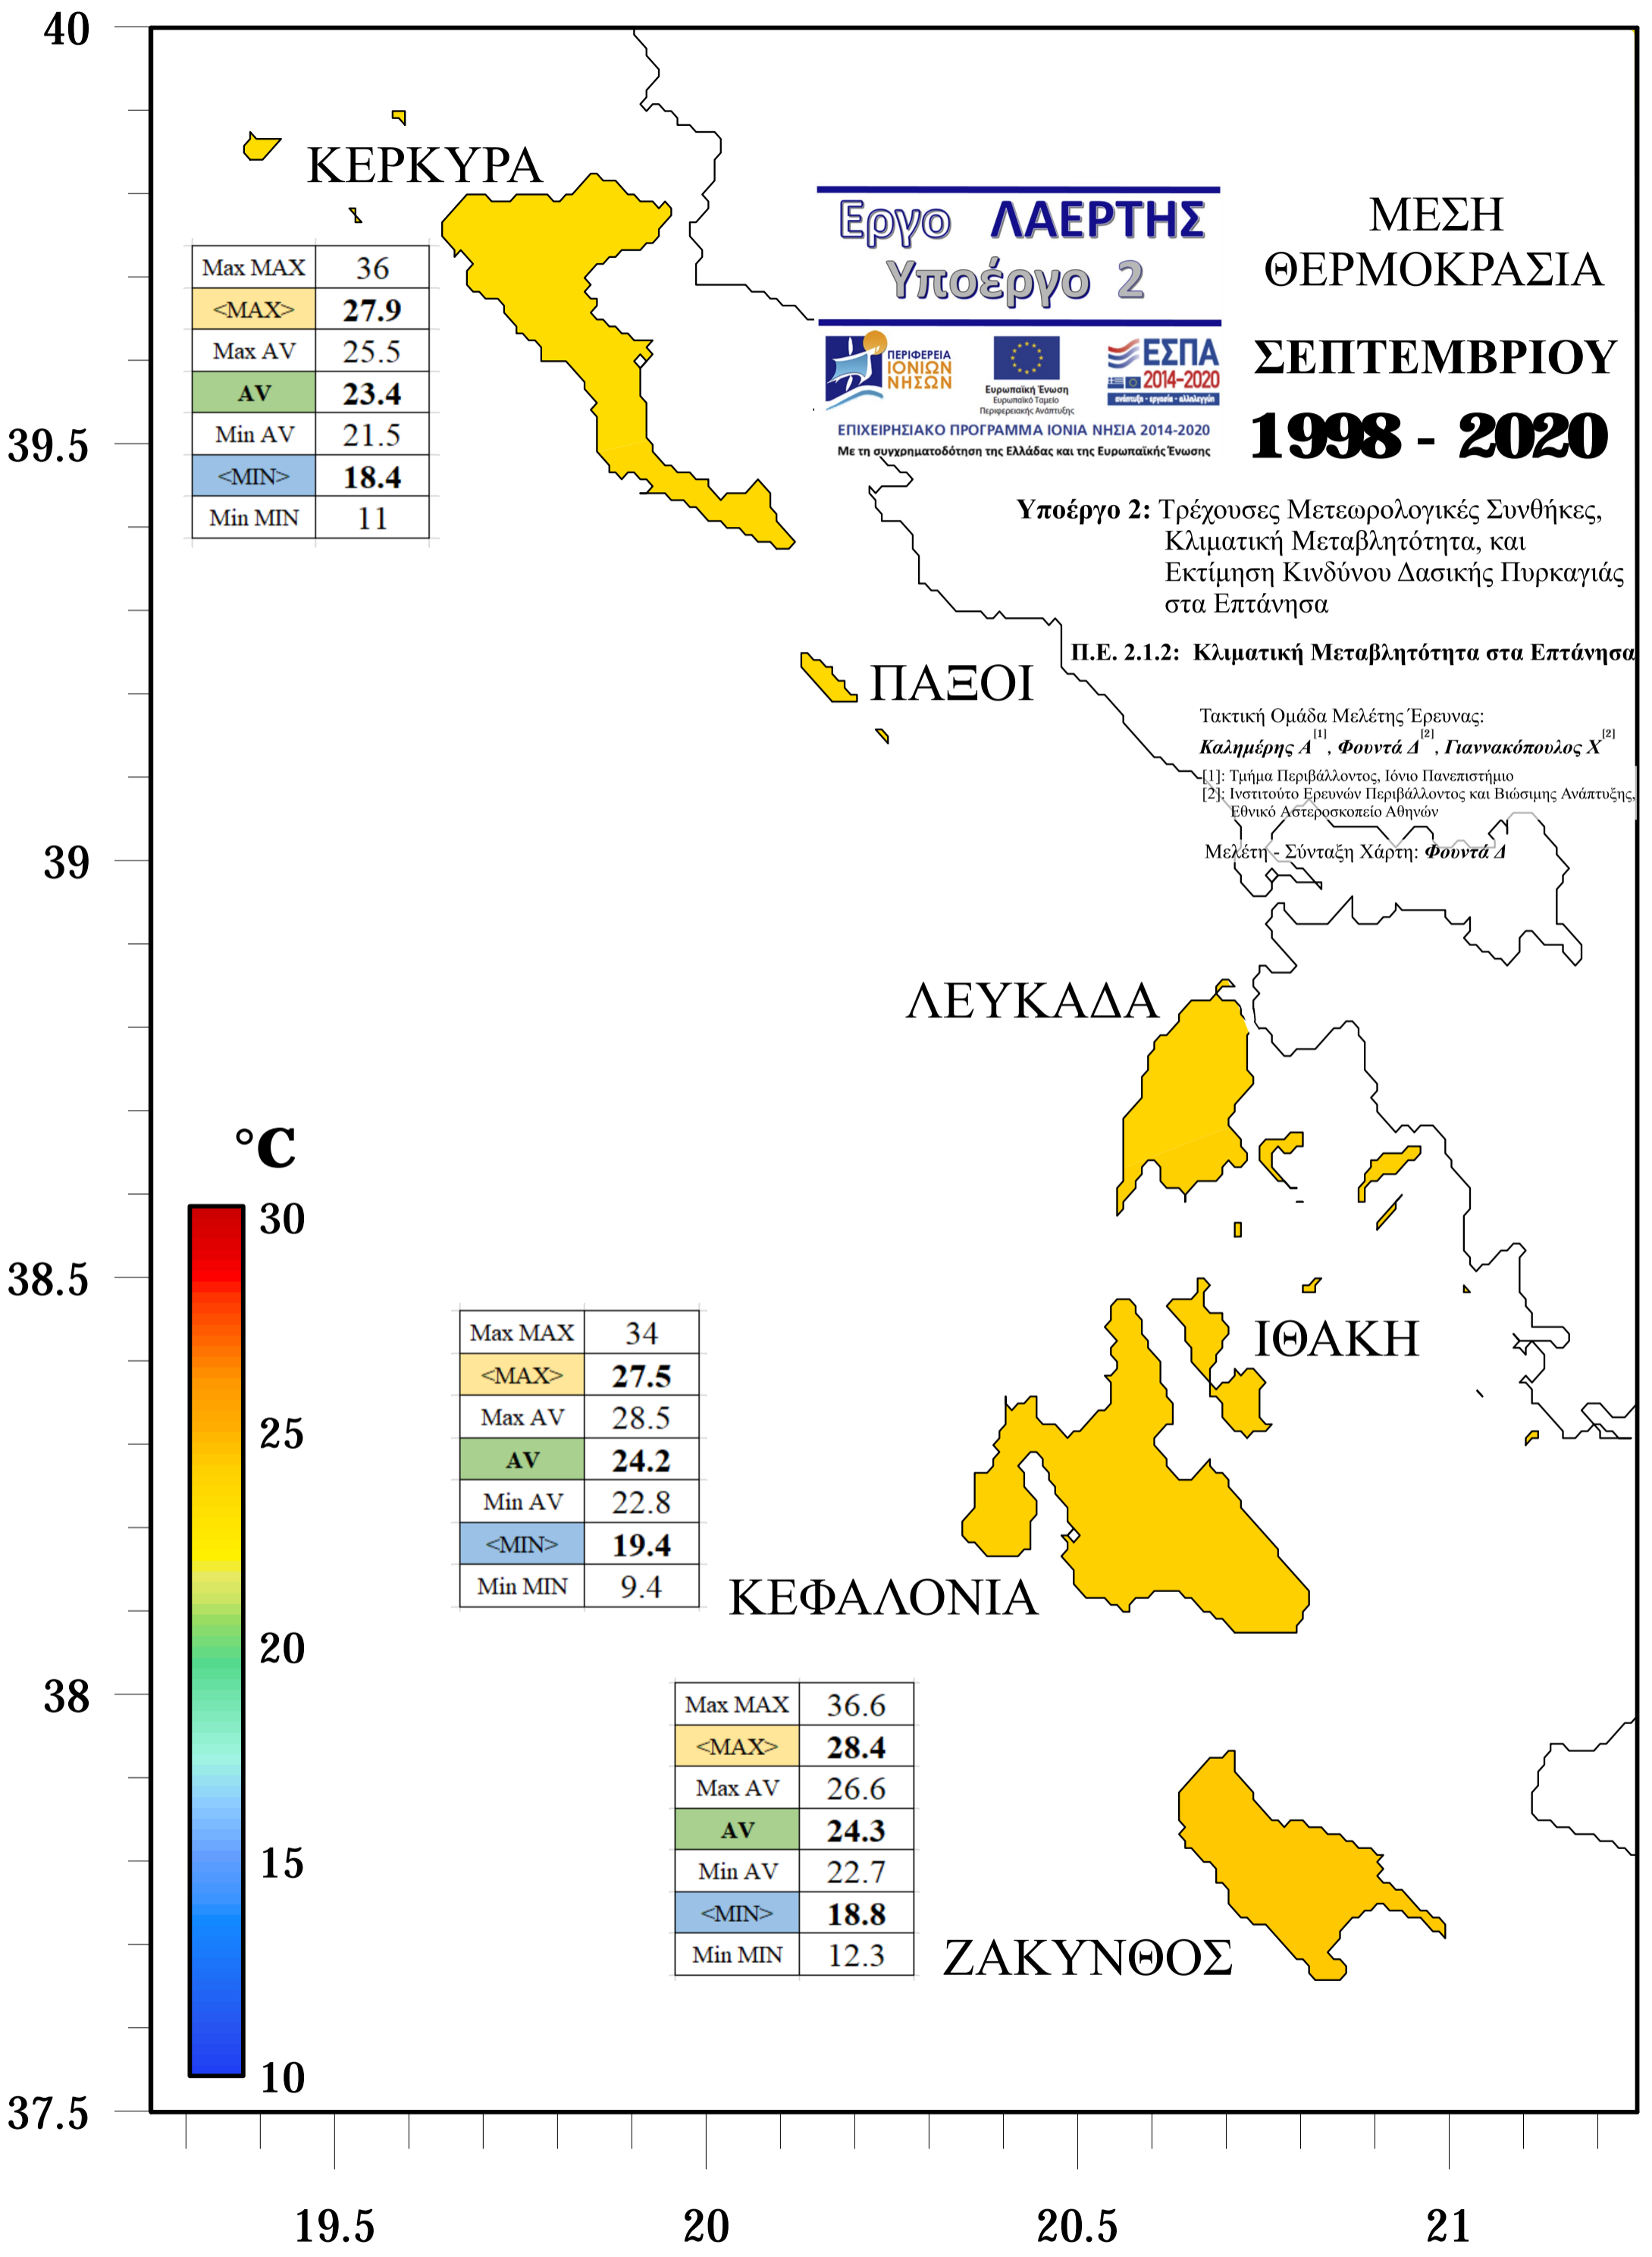 40
ΚΕΡΚΥΡΑ
Max MAX 36
<MAX> 27.9
Max AV 25.5
AV 23.4
Min AV 21.5
<MIN> 18.4
Min MIN 11
Εργο ΛΑΕΡΤΗΣ
Υποέργο 2
ΠΕΡΙΦΕΡΕΙΑ
ΙΟΝΙΩΝ
ΝΗΣΩΝ
Ευρωπαϊκή Ένωση
Ευρωπαϊκό Ταμείο
Περιφερειακής Ανάπτυξης
ΕΣΠΑ
2014-2020
ανάπτυξη - εργασία - αλληλεγγύη
ΕΠΙΧΕΙΡΗΣΙΑΚΟ ΠΡΟΓΡΑΜΜΑ ΙΟΝΙΑ ΝΗΣΙΑ 2014-2020
Με τη συγχρηματοδότηση της Ελλάδας και της Ευρωπαϊκής Ένωσης
ΜΕΣΗ
ΘΕΡΜΟΚΡΑΣΙΑ
ΣΕΠΤΕΜΒΡΙΟΥ
1998 - 2020
39.5
Υποέργο 2: Τρέχουσες Μετεωρολογικές Συνθήκες,
Κλιματική Μεταβλητότητα, και
Εκτίμηση Κινδύνου Δασικής Πυρκαγιάς
στα Επτάνησα
Π.Ε. 2.1.2: Κλιματική Μεταβλητότητα στα Επτάνησα
ΠΑΞΟΙ
Τακτική Ομάδα Μελέτης Έρευνας:
Καλημέρης Α[1], Φουντά Δ[2], Γιαννακόπουλος Χ[2]
[1]: Τμήμα Περιβάλλοντος, Ιόνιο Πανεπιστήμιο
[2]: Ινστιτούτο Ερευνών Περιβάλλοντος και Βιώσιμης Ανάπτυξης,
Εθνικό Αστεροσκοπείο Αθηνών
Μελέτη - Σύνταξη Χάρτη: Φουντά Δ
39
ΛΕΥΚΑΔΑ
°C
30
25
20
15
10
38.5
ΙΘΑΚΗ
Max MAX 34
<MAX> 27.5
Max AV 28.5
AV 24.2
Min AV 22.8
<MIN> 19.4
Min MIN 9.4
ΚΕΦΑΛΟΝΙΑ
38
Max MAX 36.6
<MAX> 28.4
Max AV 26.6
AV 24.3
Min AV 22.7
<MIN> 18.8
Min MIN 12.3
ΖΑΚΥΝΘΟΣ
37.5
19.5 20 20.5 21